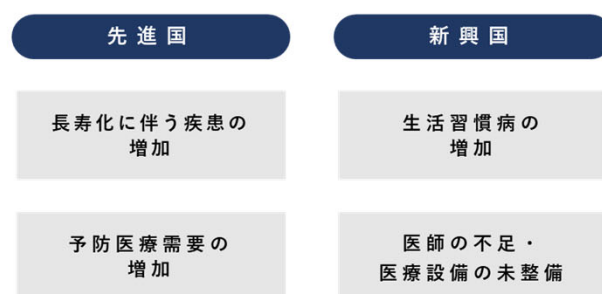 先進国
長寿化に伴う疾患の
増加
予防医療需要の
増加
新興国
生活習慣病の
増加
医師の不足・
医療設備の未整備